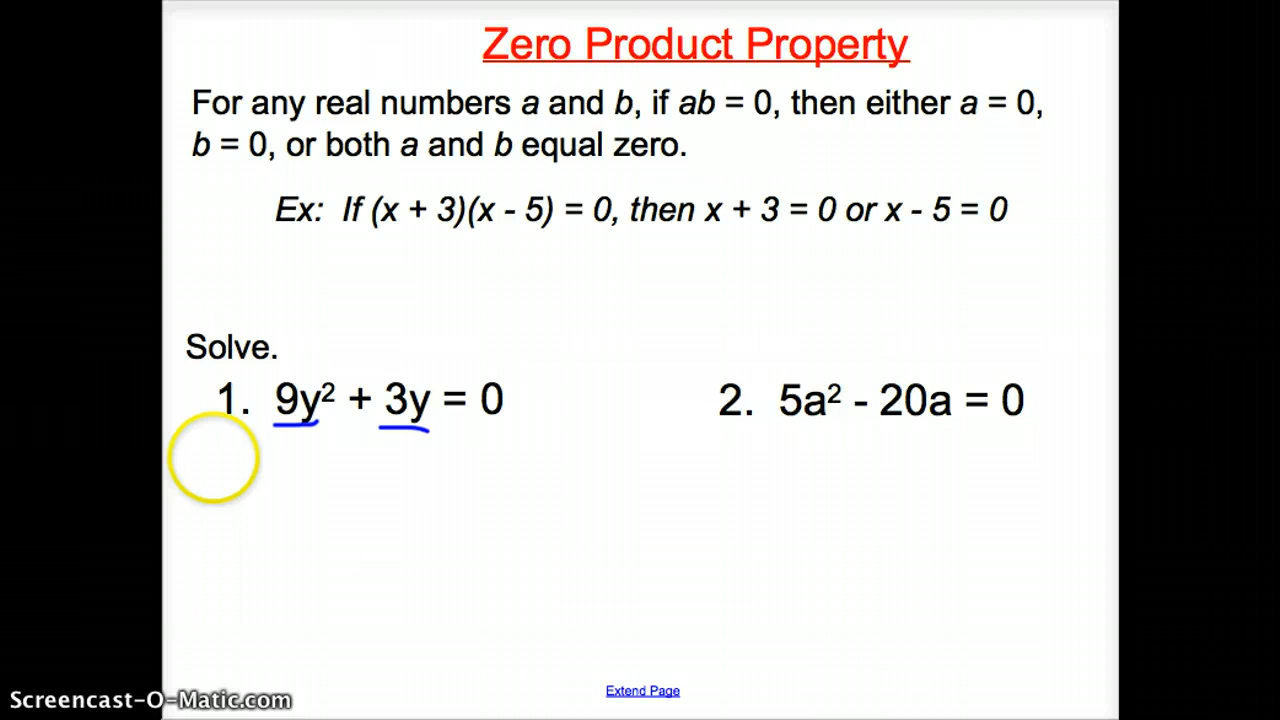 Zero Product Property
For any real numbers a and b, if ab = 0, then either a = 0,
b = 0, or both a and b equal zero.
Ex: If (x + 3)(x - 5) = 0, then x + 3 = 0 or x - 5 = 0
Solve.
1. 9y² + 3y = 0
2. 5a² - 20a = 0
Extend Page
Screencast-O-Matic.com